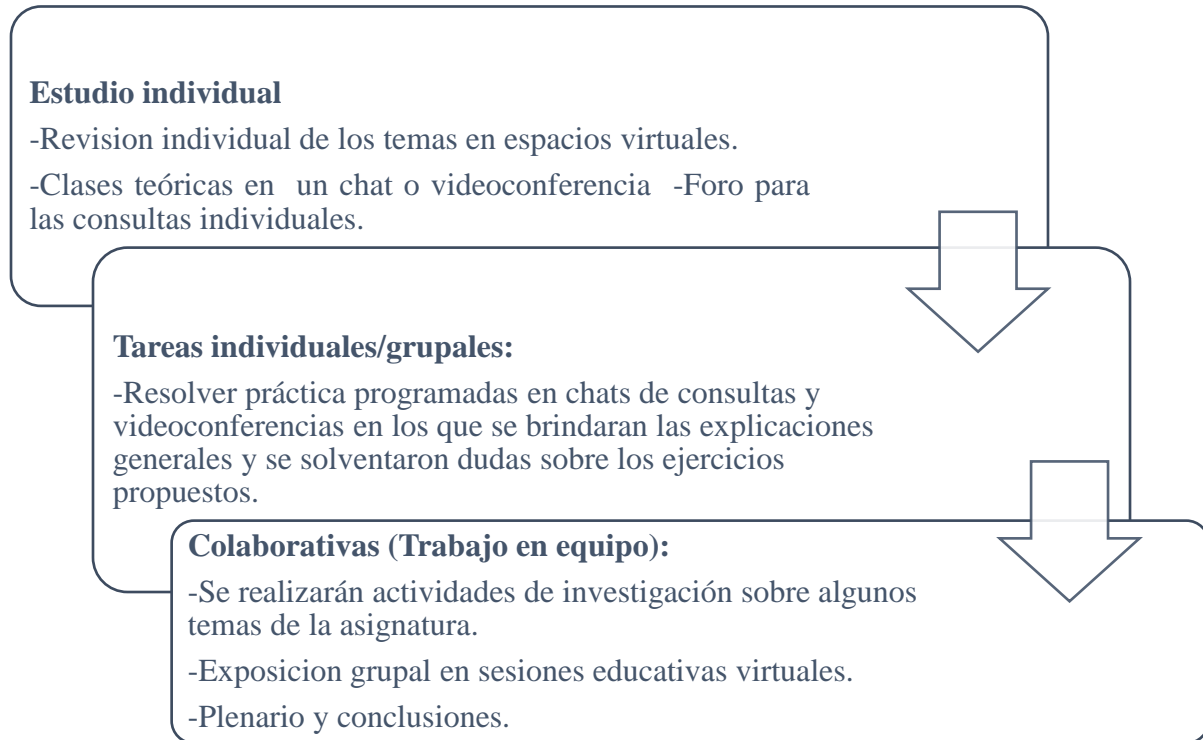 Estudio individual
-Revision individual de los temas en espacios virtuales.
-Clases teóricas en un chat o videoconferencia -Foro para
las consultas individuales.
Tareas individuales/grupales:
-Resolver práctica programadas en chats de consultas y
videoconferencias en los que se brindaran las explicaciones
generales y se solventaron dudas sobre los ejercicios
propuestos.
Colaborativas (Trabajo en equipo):
-Se realizarán actividades de investigación sobre algunos
temas de la asignatura.
-Exposicion grupal en sesiones educativas virtuales.
-Plenario y conclusiones.